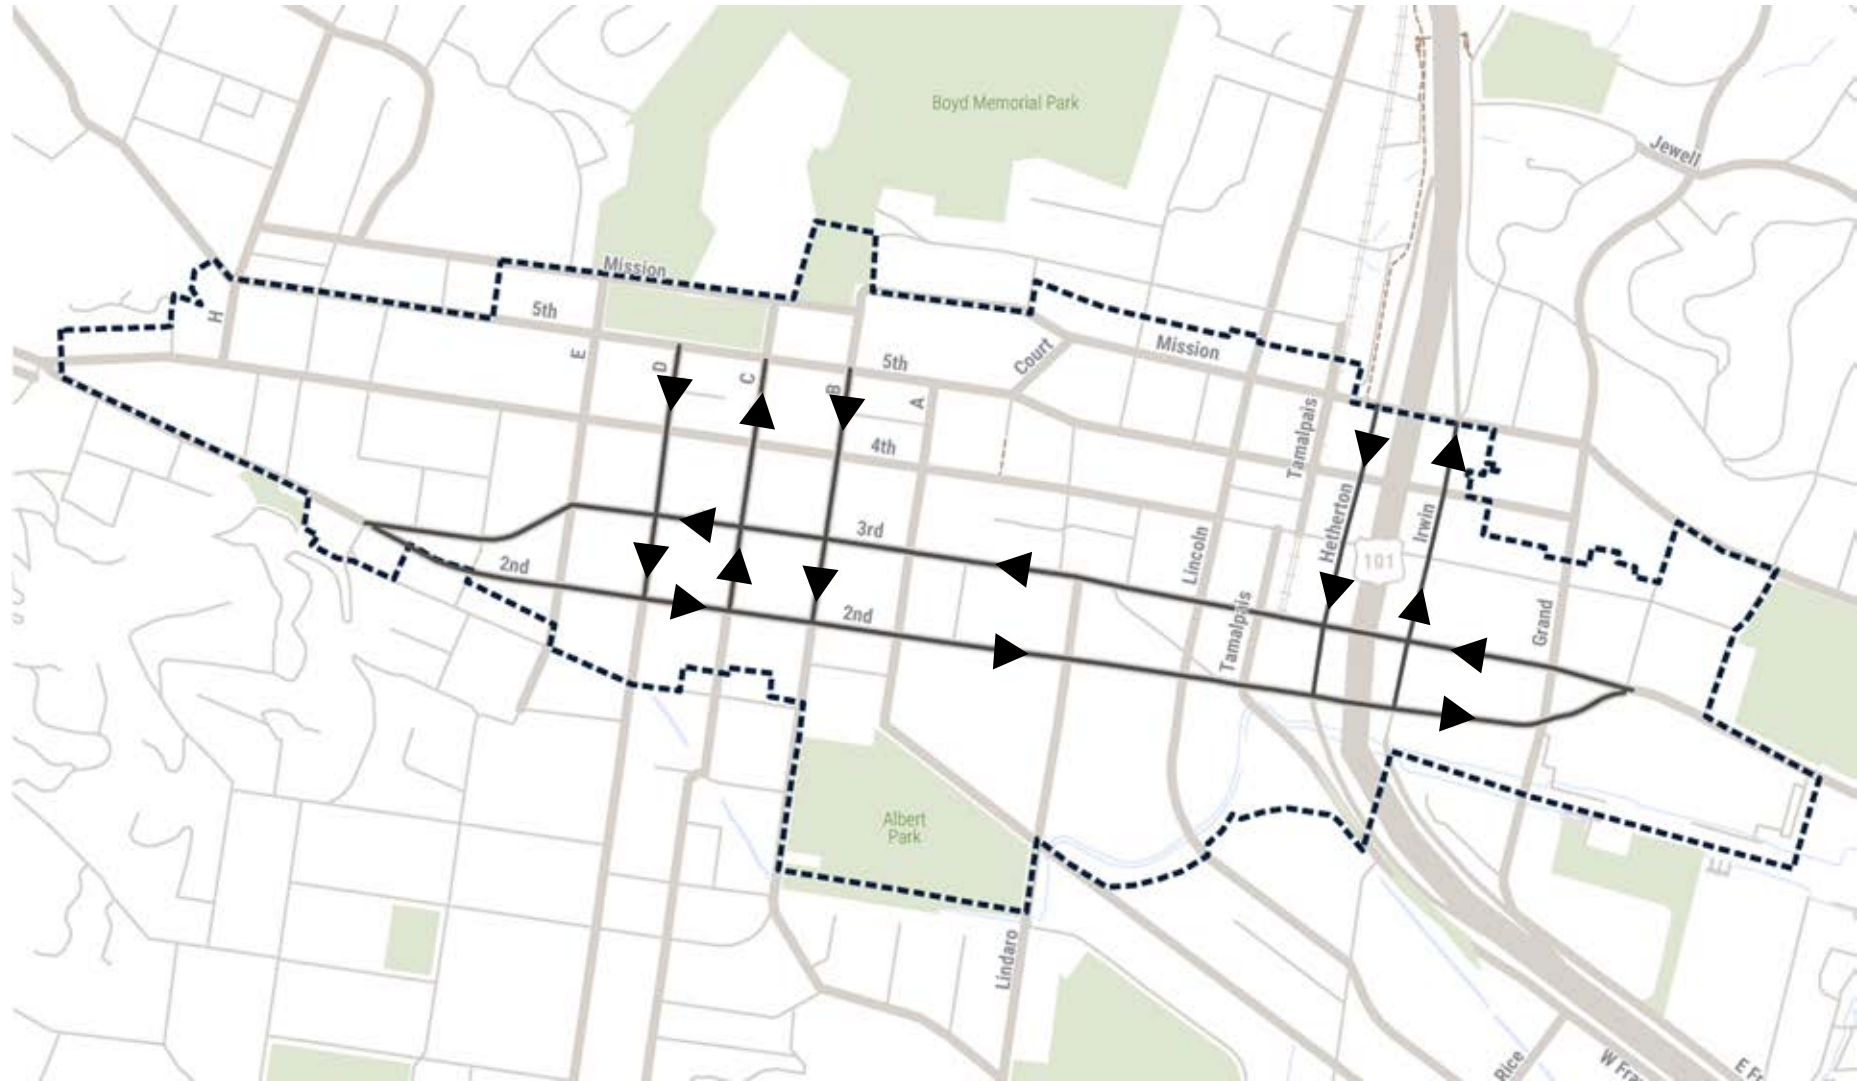 Boyd Memorial Park
Jewell
Mission
H
5th
E
D
C
B
A
5th
Court
Mission
4th
Tamalpais
Hetherton
Irwin
3rd
Lincoln
101
2nd
2nd
Tamalpais
Grand
Albert
Park
Lindaro
Rice